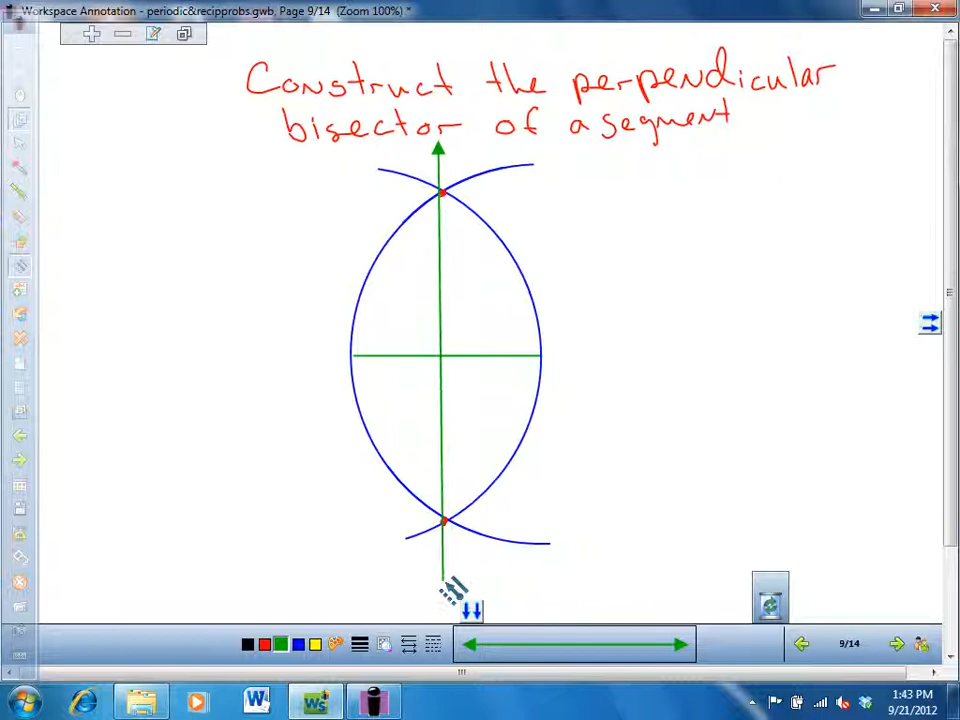 Workspace Annotation - periodic&recipprobs.gwb, Page 9/14 (Zoom 100%) *
Construct the perpendicular
bisector of a segment
9/14
1:43 PM
9/21/2012